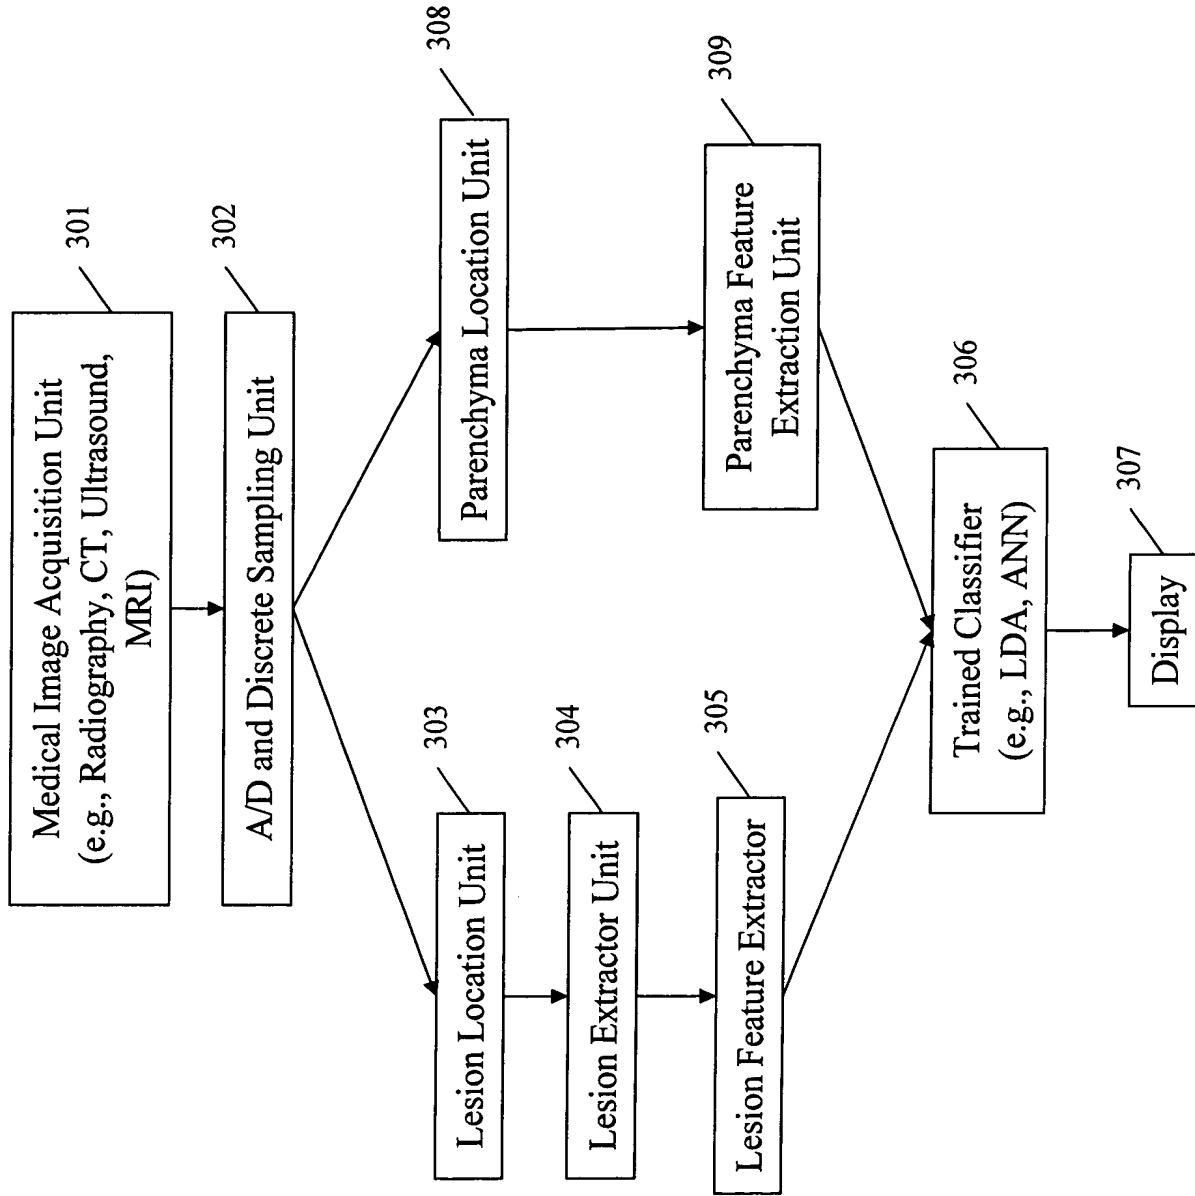 Medical Image Acquisition Unit
(e.g., Radiography, CT, Ultrasound,
MRI)
301
A/D and Discrete Sampling Unit
302
Lesion Location Unit
303
Lesion Extractor Unit
304
Lesion Feature Extractor
305
Parenchyma Location Unit
308
Parenchyma Feature
Extraction Unit
309
Trained Classifier
(e.g., LDA, ANN)
306
Display
307